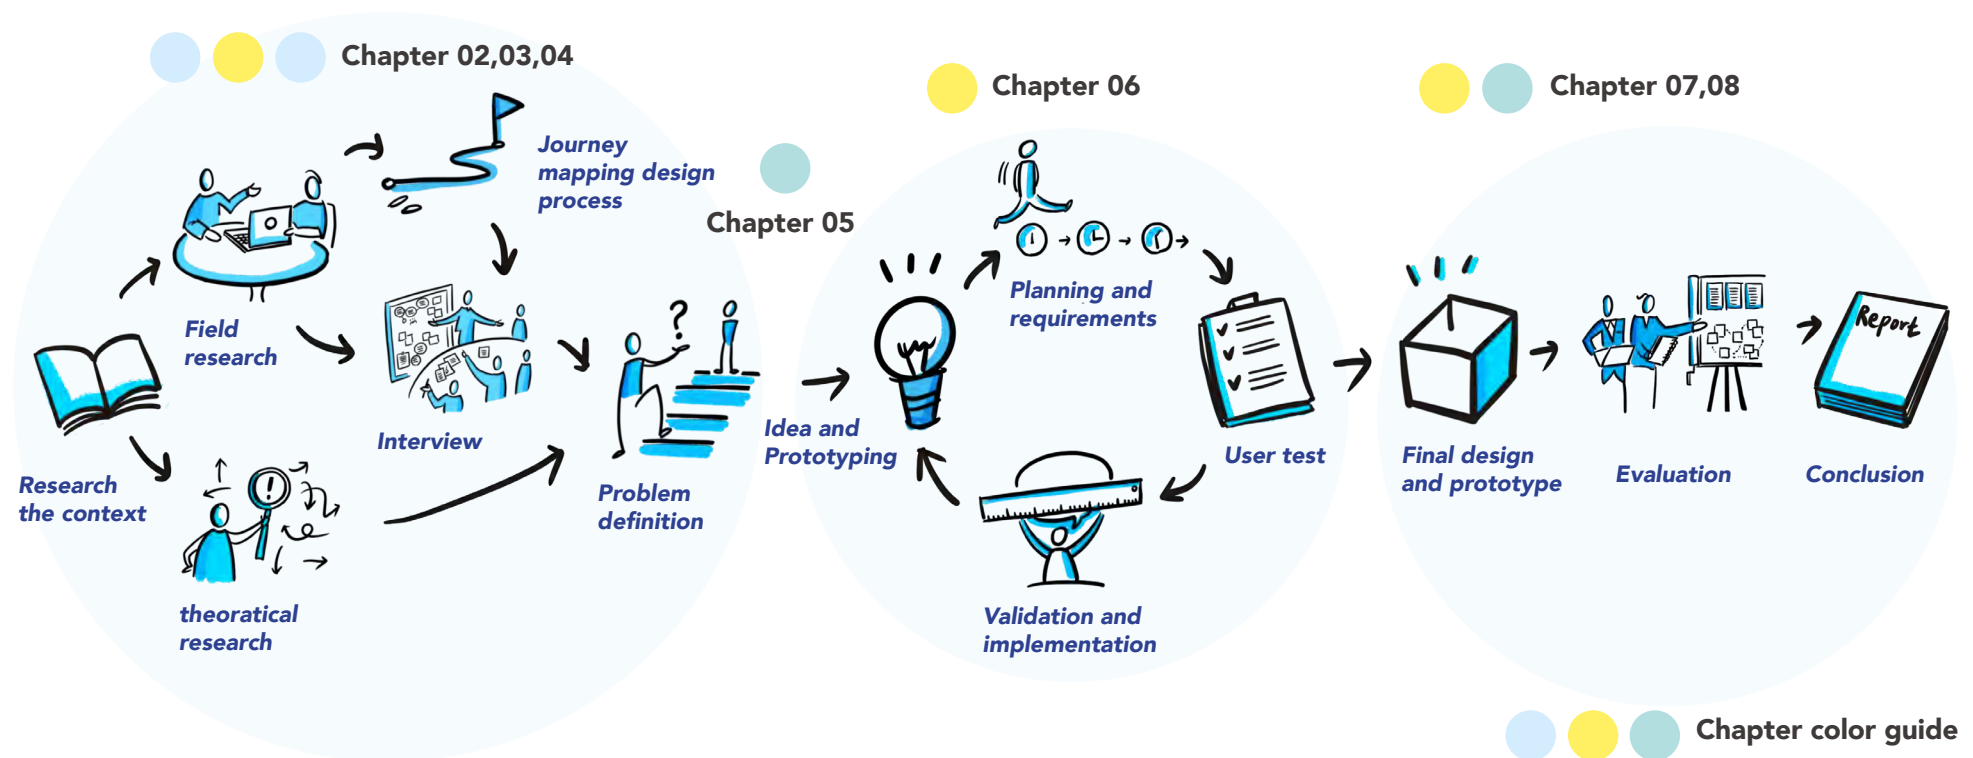 Chapter 02,03,04
Journey
mapping design
process
Field
research
Interview
Research
the context
theoratical
research
Problem
definition
?
!
Chapter 05
Chapter 06
Idea and
Prototyping
Planning and
requirements
User test
Validation and
implementation
Chapter 07,08
Final design
and prototype
Evaluation
Report
Conclusion
Chapter color guide